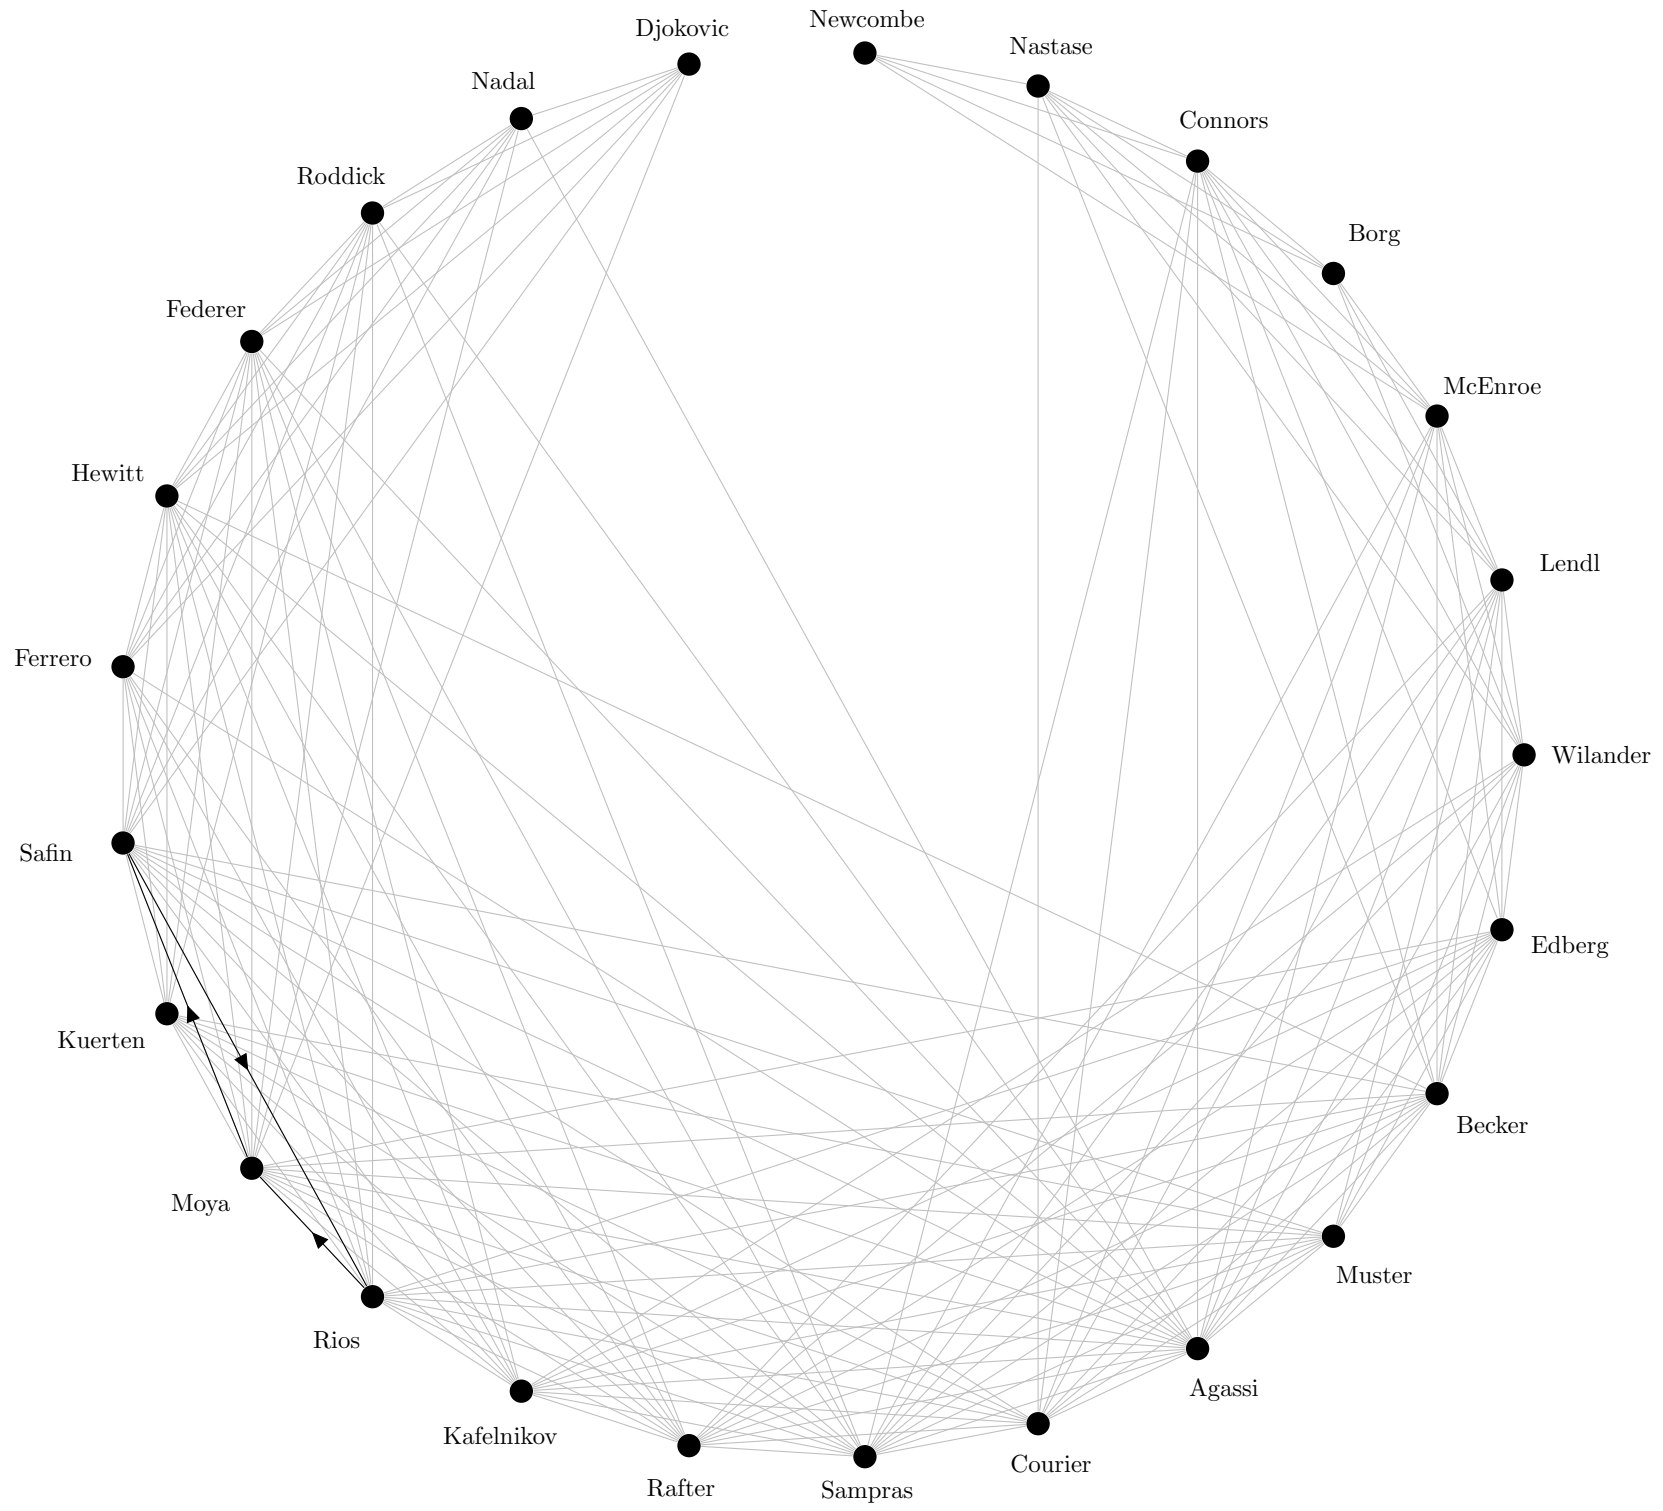 Newcombe
Djokovic
Nastase
Nadal
Connors
Roddick
Borg
Federer
McEnroe
Hewitt
Lendl
Ferrero
Wilander
Safin
Edberg
Kuerten
Becker
Moya
Muster
Rios
Agassi
Kafelnikov
Courier
Rafter
Sampras